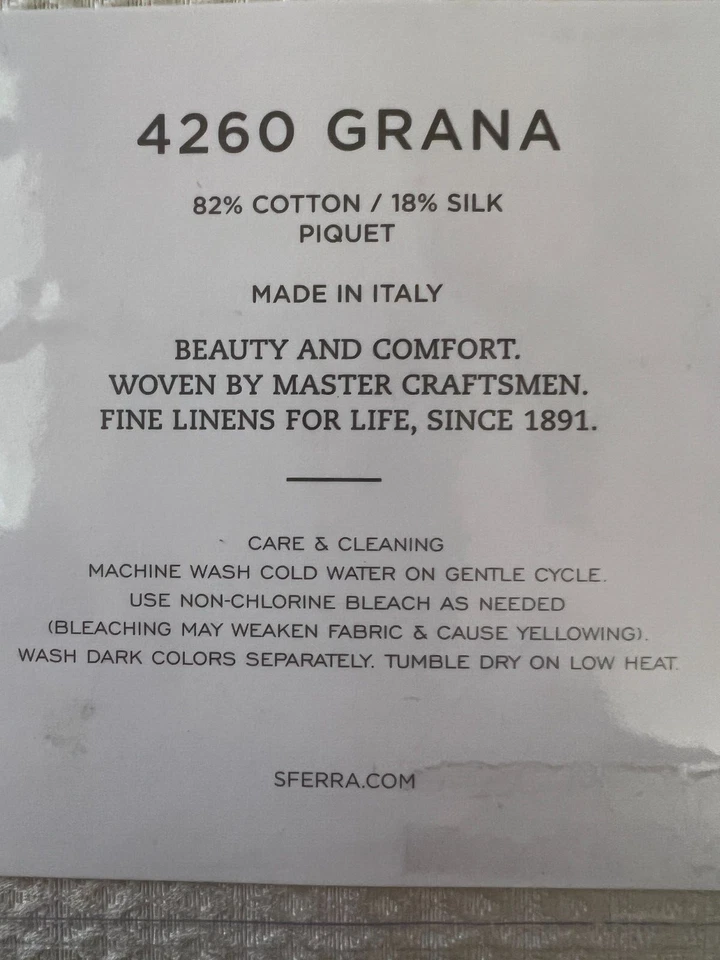 4260 GRANA
82% COTTON / 18% SILK
PIQUET
MADE IN ITALY
BEAUTY AND COMFORT.
WOVEN BY MASTER CRAFTSMEN.
FINE LINENS FOR LIFE, SINCE 1891.
CARE & CLEANING
MACHINE WASH COLD WATER ON GENTLE CYCLE.
USE NON-CHLORINE BLEACH AS NEEDED
(BLEACHING MAY WEAKEN FABRIC & CAUSE YELLOWING).
WASH DARK COLORS SEPARATELY. TUMBLE DRY ON LOW HEAT.
SFERRA.COM